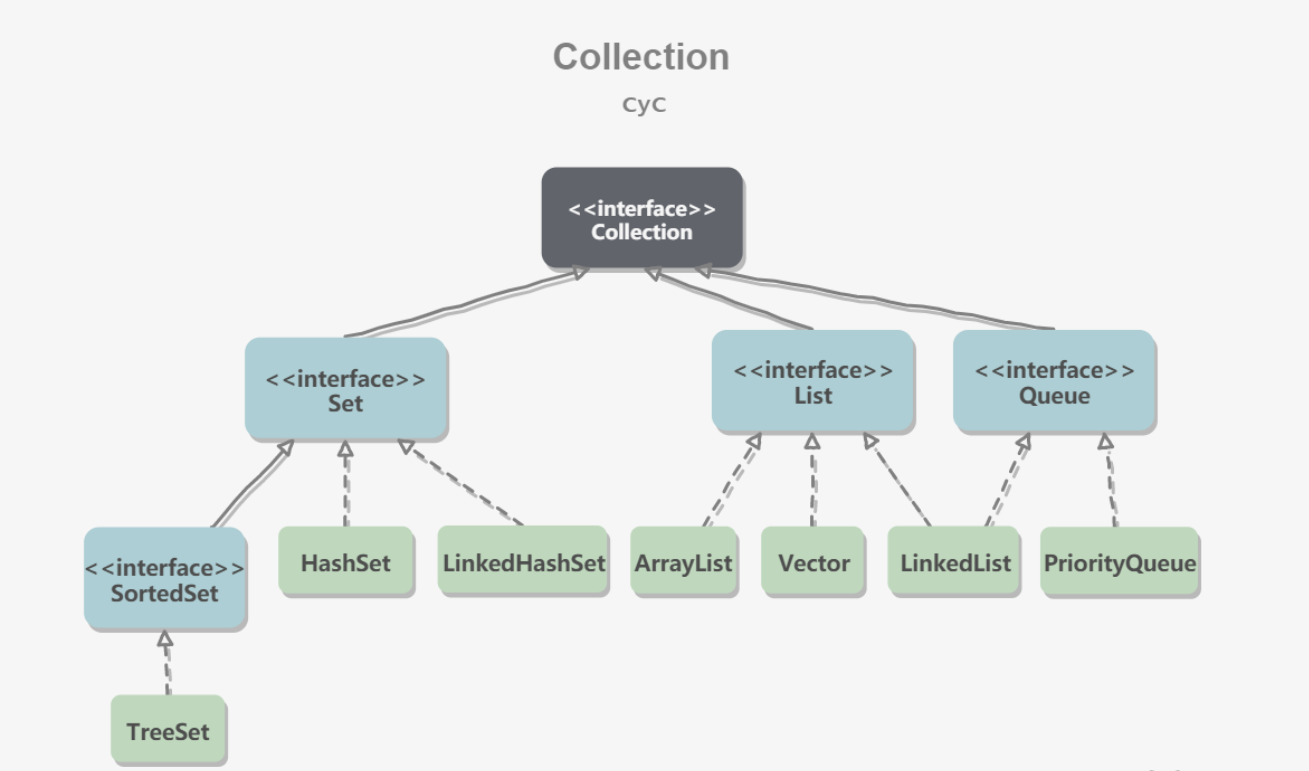 Collection
CyC
<<interface>>
Collection
<<interface>>
Set
<<interface>>
List
<<interface>>
Queue
<<interface>>
SortedSet
HashSet
LinkedHashSet
ArrayList
Vector
LinkedList
PriorityQueue
TreeSet